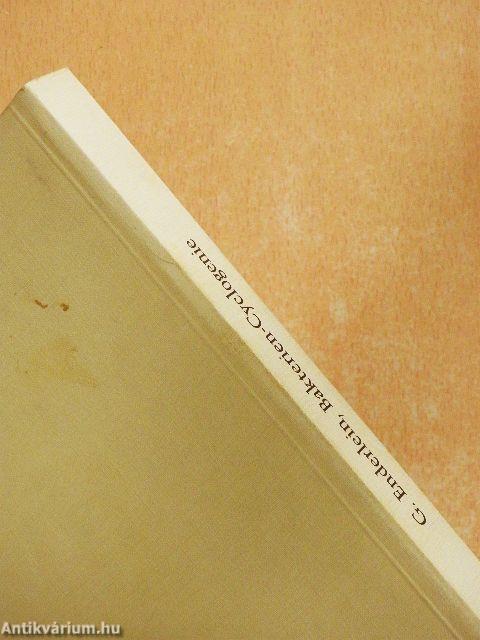 G. Enderlein, Bakterien-Cyclogenie
Antikvárium.hu